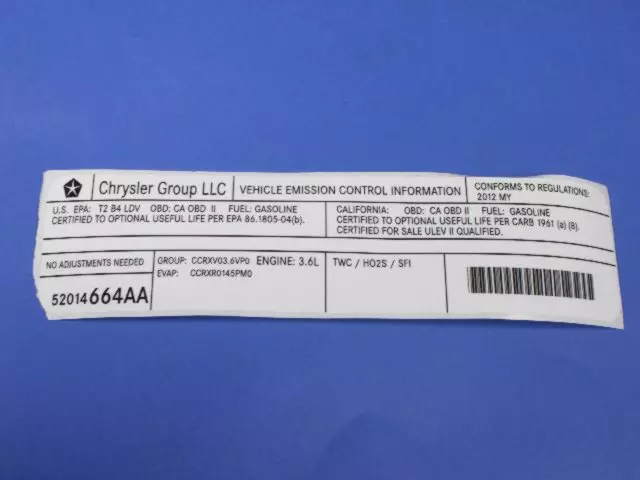 Chrysler Group LLC
VEHICLE EMISSION CONTROL INFORMATION
CONFORMS TO REGULATIONS:
2012 MY
U.S. EPA: T2 B4 LDV OBD: CA OBD II FUEL: GASOLINE
CERTIFIED TO OPTIONAL USEFUL LIFE PER EPA 86.1805-04(b).
CALIFORNIA: OBD: CA OBD II FUEL: GASOLINE
CERTIFIED TO OPTIONAL USEFUL LIFE PER CARB 1961 (a) (8).
CERTIFIED FOR SALE ULEV II QUALIFIED.
NO ADJUSTMENTS NEEDED
52014664AA
GROUP: CCRXV03.6VP0 ENGINE: 3.6L
EVAP: CCRXR0145PM0
TWC / HO2S / SFI